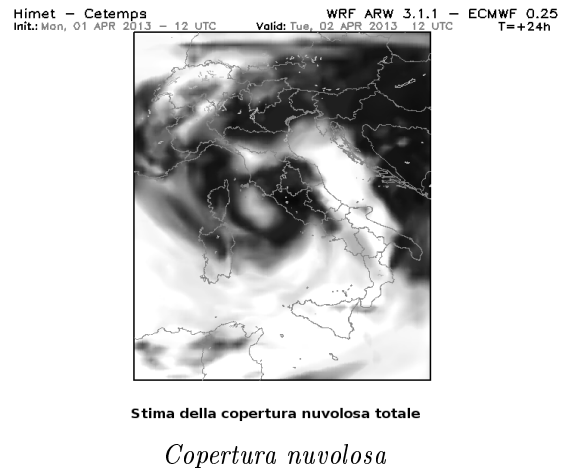 Himet – Cetemps WRF ARW 3.1.1 – ECMWF 0.25
Init.: Mon, 01 APR 2013 – 12 UTC Valid: Tue, 02 APR 2013 12 UTC T=+24h
Stima della copertura nuvolosa totale
Copertura nuvolosa